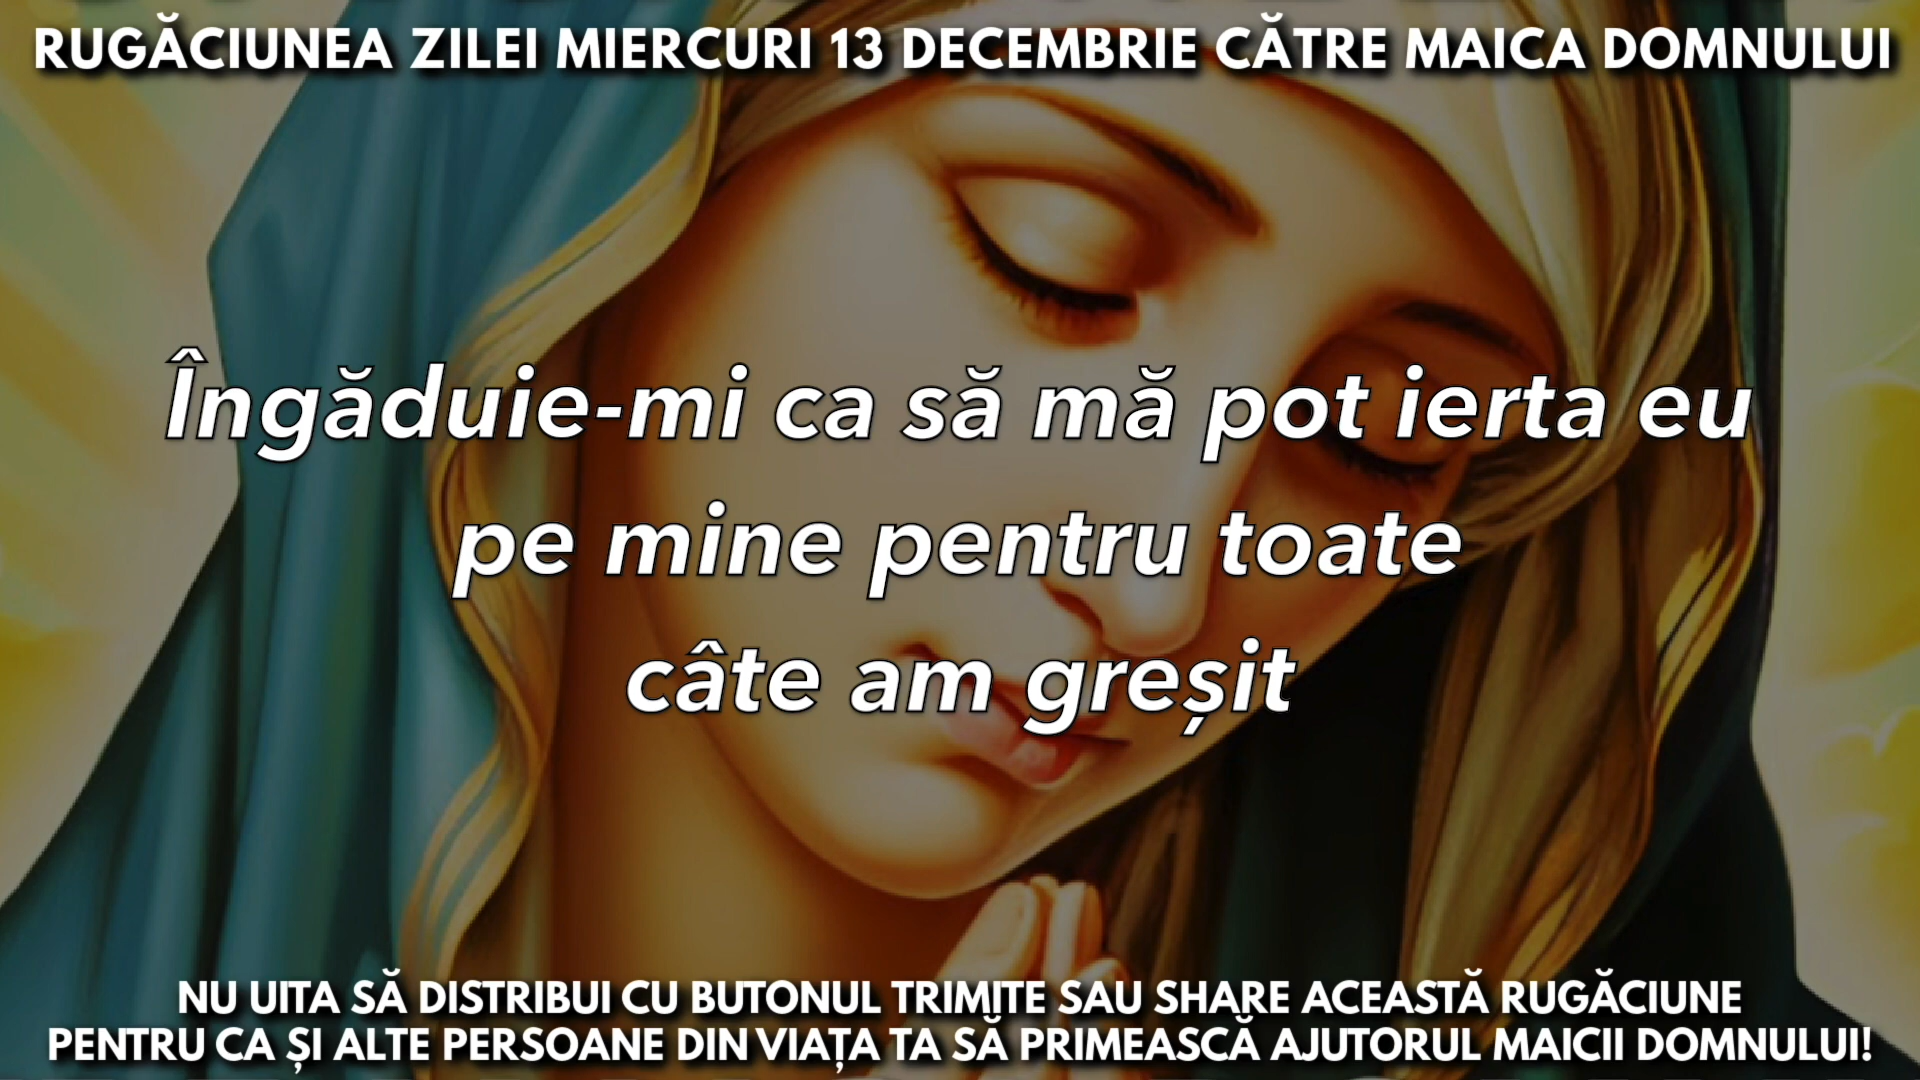 RUGĂCIUNEA ZILEI MIERCURI 13 DECEMBRIE CĂTRE MAICA DOMNULUI
Îngăduie-mi ca să mă pot ierta eu
pe mine pentru toate
câte am greșit
NU UITA SĂ DISTRIBUI CU BUTONUL TRIMITE SAU SHARE ACEASTĂ RUGĂCIUNE
PENTRU CA ȘI ALTE PERSOANE DIN VIAȚA TA SĂ PRIMEASCĂ AJUTORUL MAICII DOMNULUI!